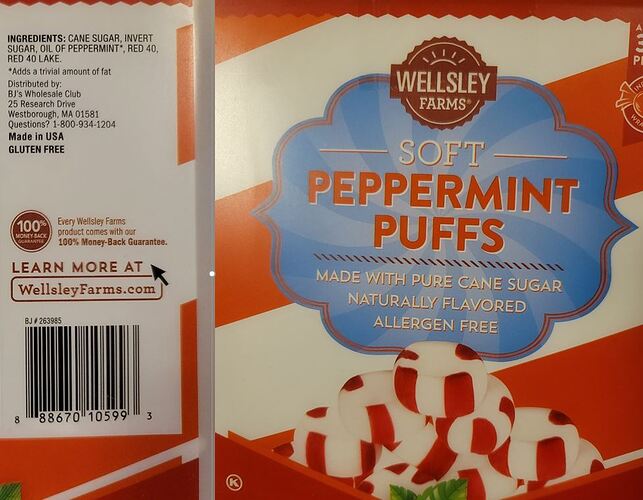 INGREDIENTS: CANE SUGAR, INVERT
SUGAR, OIL OF PEPPERMINT*, RED 40,
RED 40 LAKE.
*Adds a trivial amount of fat
Distributed by:
BJ's Wholesale Club
25 Research Drive
Westborough, MA 01581
Questions? 1-800-934-1204
Made in USA
GLUTEN FREE
100%
MONEY-BACK
GUARANTEE
Every Wellsley Farms
product comes with our
100% Money-Back Guarantee.
LEARN MORE AT
WellsleyFarms.com
BJ # 263985
8 88670 10599 3
WELLSLEY
FARMS®
SOFT
PEPPERMINT
PUFFS
MADE WITH PURE CANE SUGAR
NATURALLY FLAVORED
ALLERGEN FREE
K